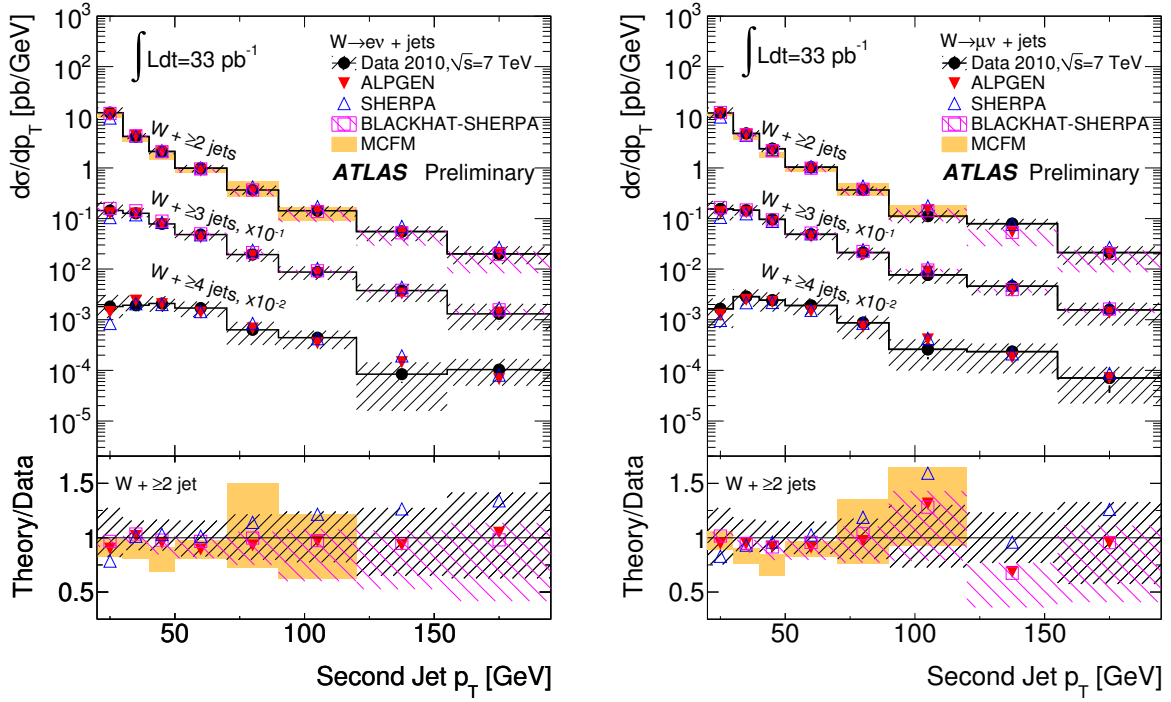 dσ/dp_T [pb/GeV]
10³
10²
10
1
10⁻¹
10⁻²
10⁻³
10⁻⁴
10⁻⁵
∫ Ldt=33 pb⁻¹
W→eν + jets
Data 2010,√s=7 TeV
ALPGEN
SHERPA
BLACKHAT-SHERPA
MCFM
ATLAS Preliminary
W + ≥2 jets
W + ≥3 jets, x10⁻¹
W + ≥4 jets, x10⁻²
Theory/Data
1.5
1
0.5
W + ≥2 jet
50
100
150
Second Jet p_T [GeV]
dσ/dp_T [pb/GeV]
10³
10²
10
1
10⁻¹
10⁻²
10⁻³
10⁻⁴
10⁻⁵
∫ Ldt=33 pb⁻¹
W→μν + jets
Data 2010,√s=7 TeV
ALPGEN
SHERPA
BLACKHAT-SHERPA
MCFM
ATLAS Preliminary
W + ≥2 jets
W + ≥3 jets, x10⁻¹
W + ≥4 jets, x10⁻²
Theory/Data
1.5
1
0.5
W + ≥2 jets
50
100
150
Second Jet p_T [GeV]